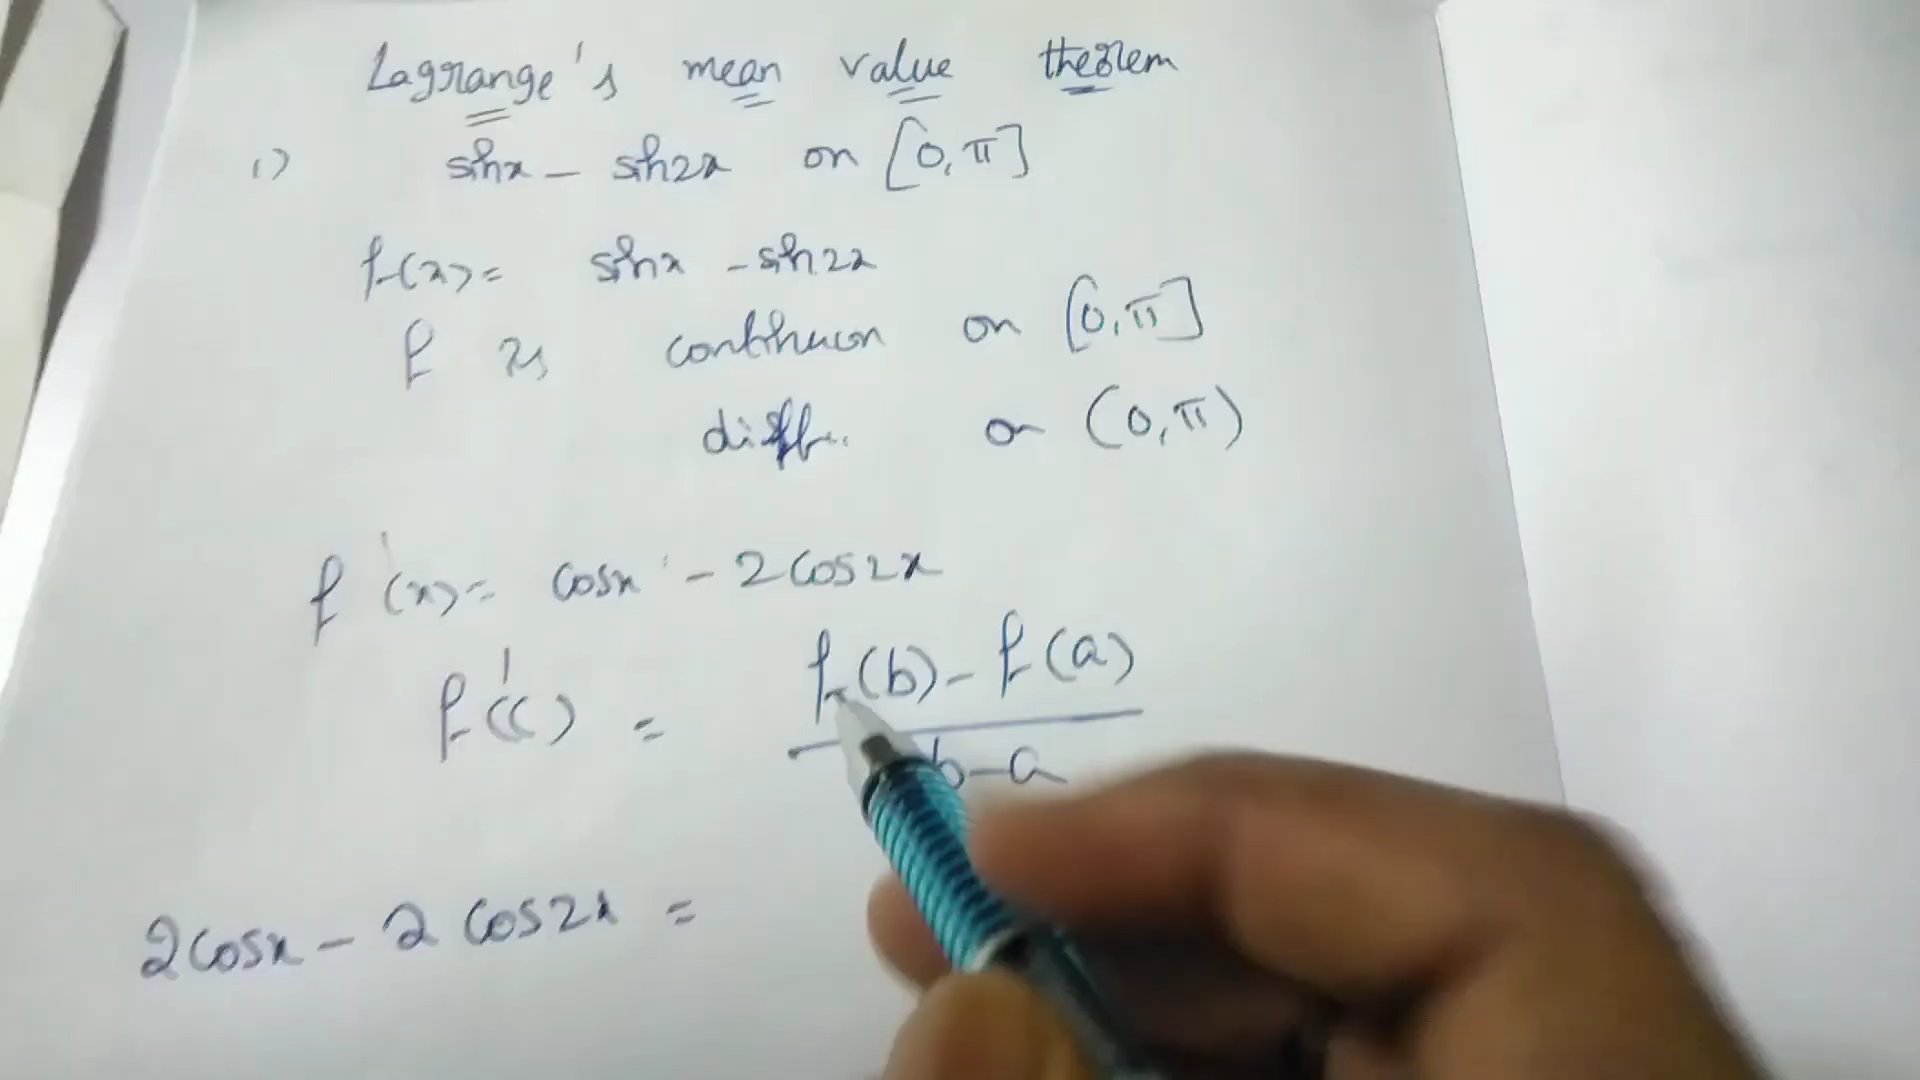 Lagrange's mean value theorem
1) sinx - sin2x on [0, π]
f(x) = sinx - sin2x
f is continuon on [0, π]
diff. on (0, π)
f'(x) = cosx - 2cos2x
f'(c) = f(b) - f(a)
b-a
2cosx - 2cos2x =